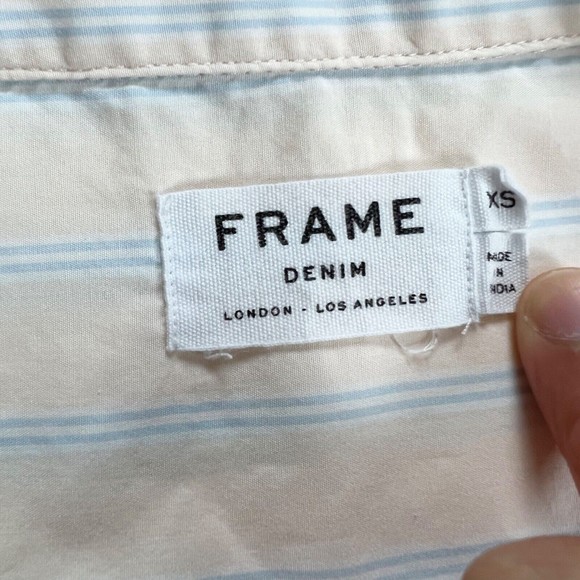 FRAME
DENIM
LONDON - LOS ANGELES
XS
MADE
IN
INDIA